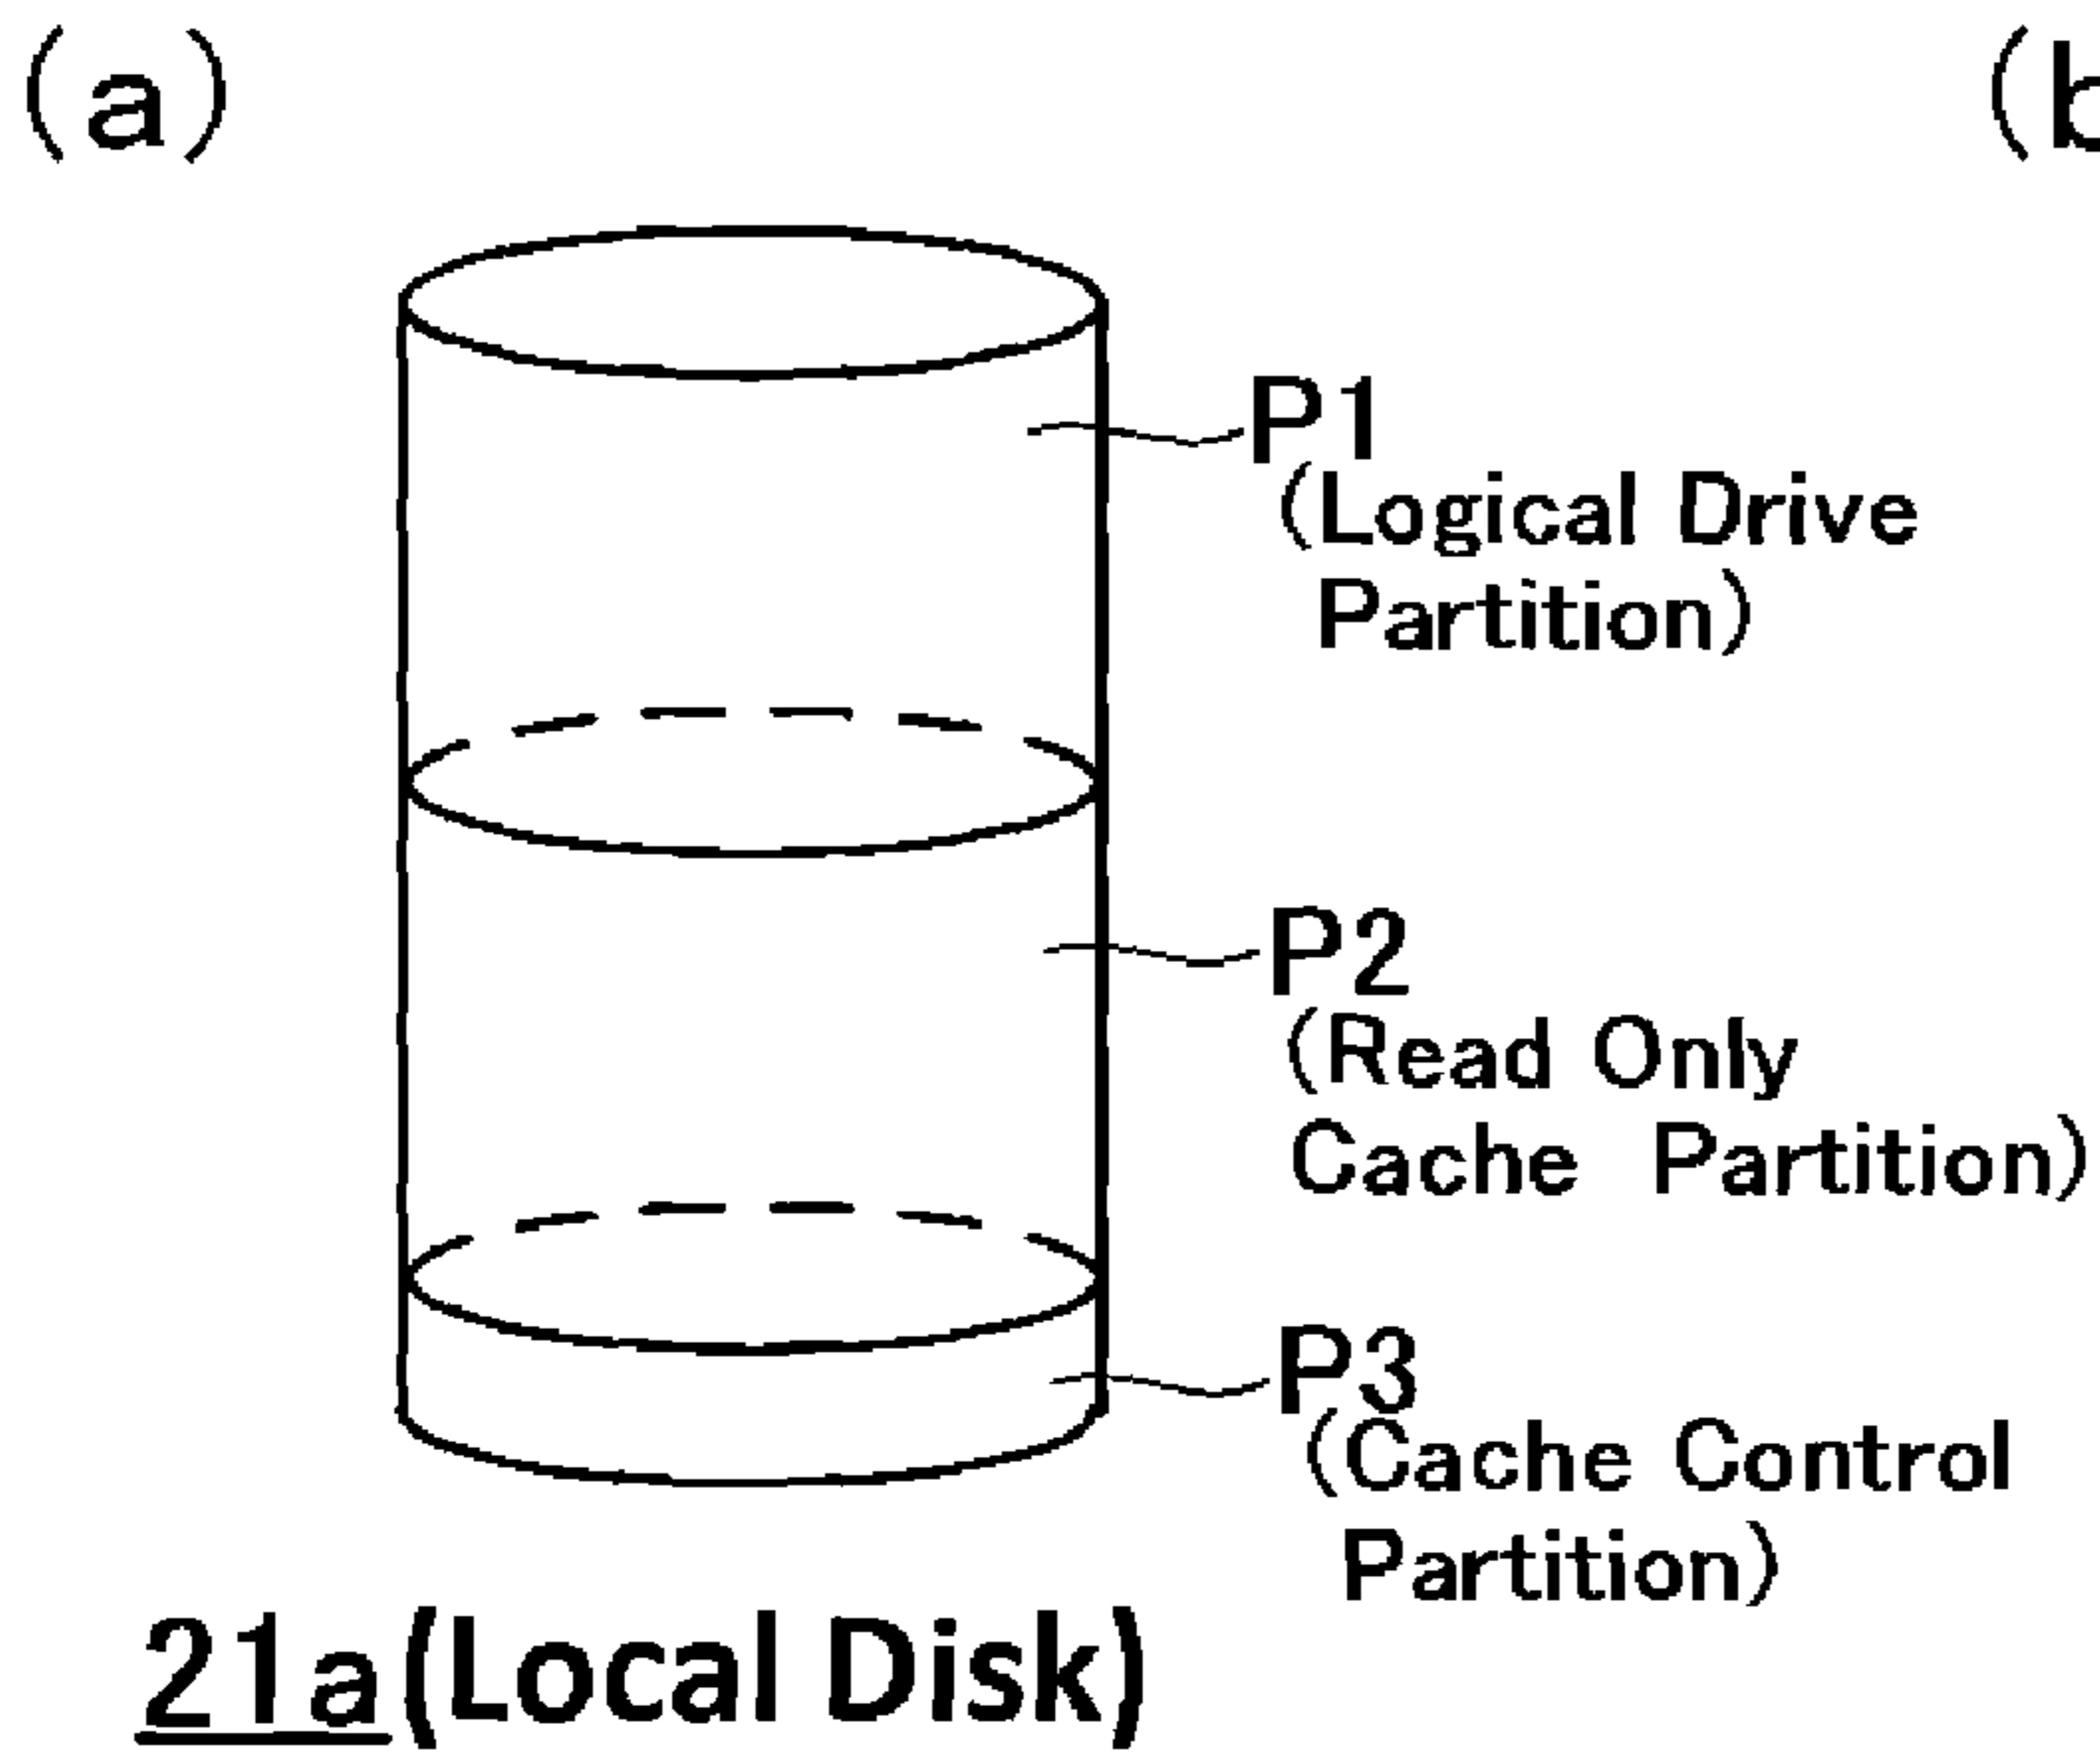 (a)
(b
P1
(Logical Drive
Partition)
P2
(Read Only
Cache Partition)
P3
(Cache Control
Partition)
21a (Local Disk)